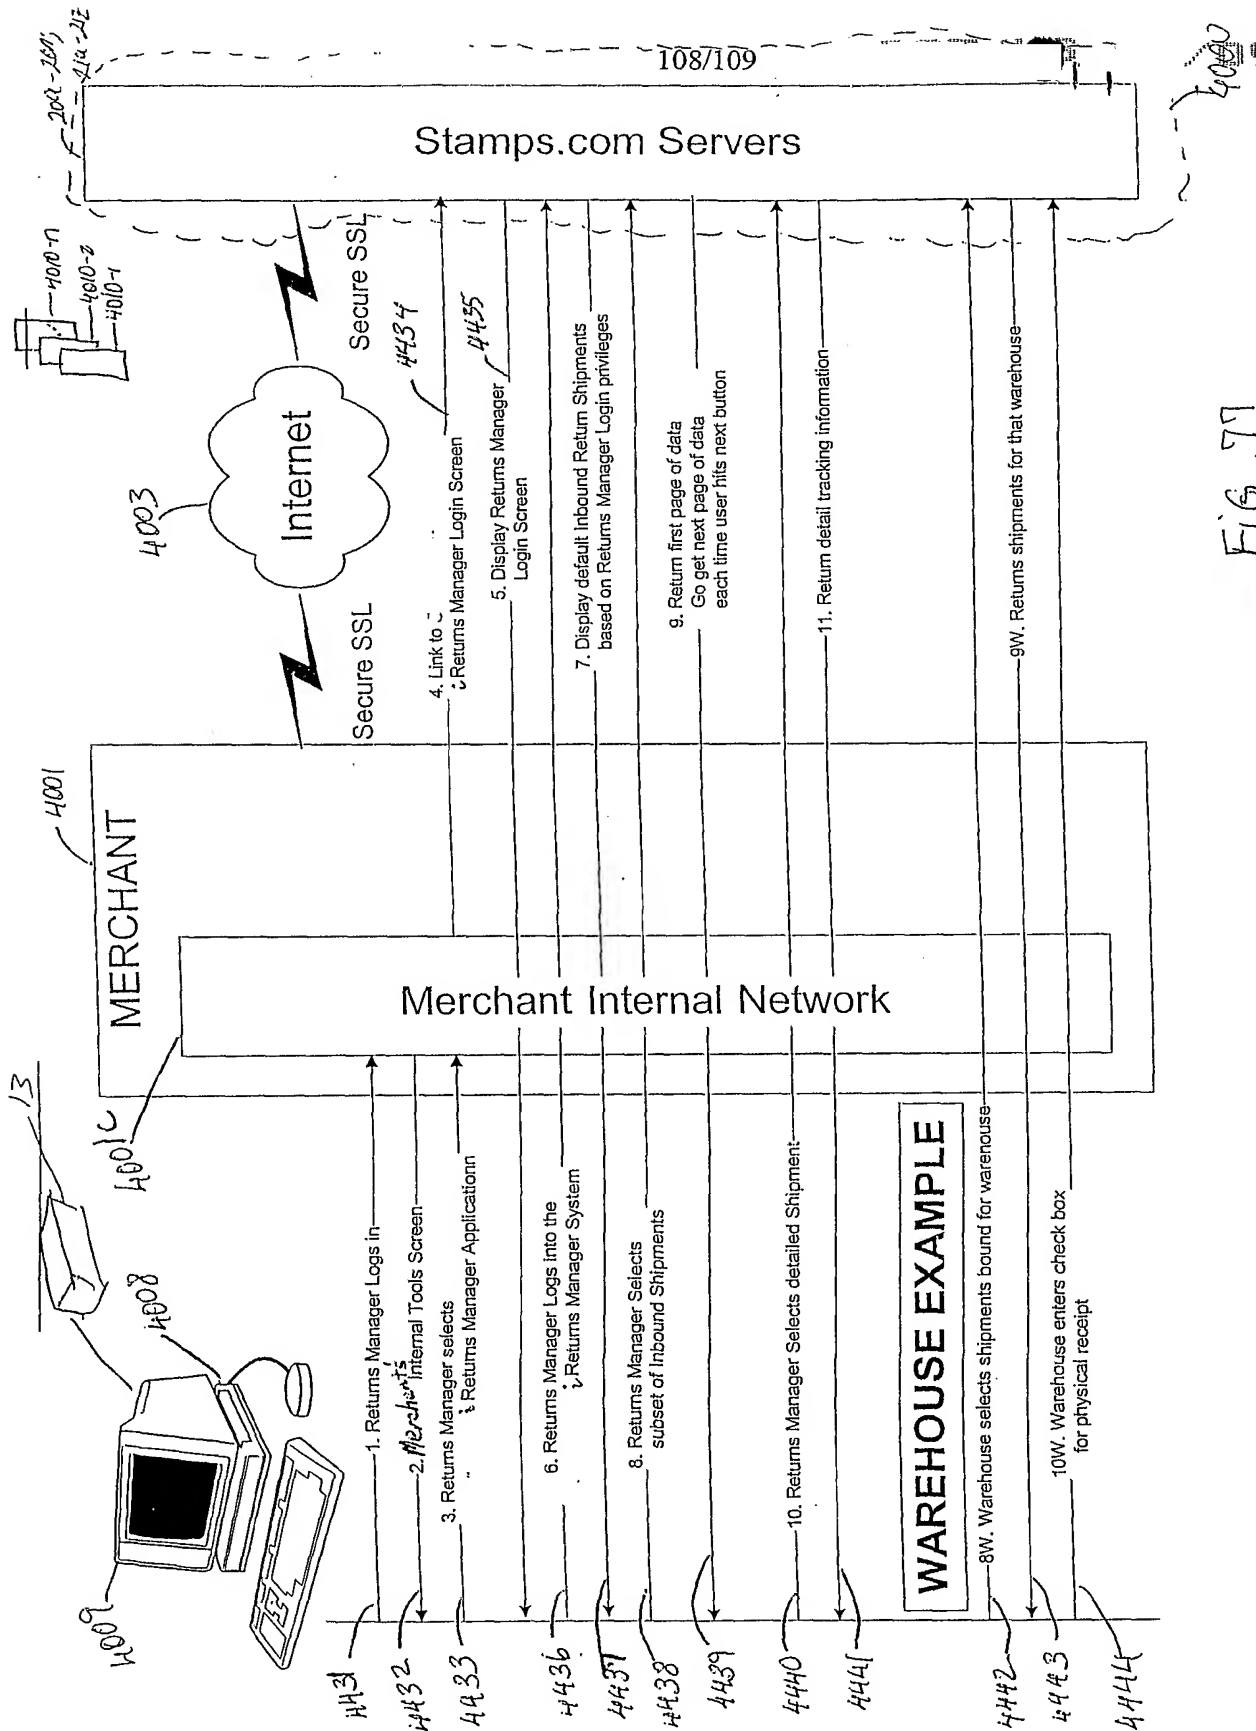 108/109
4000
Stamps.com Servers
4010-n
4010-2
4010-1
Secure SSL
Internet
4003
Secure SSL
MERCHANT
4001
Merchant Internal Network
4001c
13
4008
4009
4431
1. Returns Manager Logs in
4432
2. Merchant's Internal Tools Screen
4433
3. Returns Manager selects
i Returns Manager Applicationn
4. Link to
i Returns Manager Login Screen
4434
5. Display Returns Manager
Login Screen
4435
4436
6. Returns Manager Logs into the
i Returns Manager System
4437
7. Display default Inbound Return Shipments
based on Returns Manager Login privileges
4438
8. Returns Manager Selects
subset of Inbound Shipments
4439
9. Return first page of data
Go get next page of data
each time user hits next button
4440
10. Returns Manager Selects detailed Shipment
4441
11. Return detail tracking information
WAREHOUSE EXAMPLE
4442
8W. Warehouse selects shipments bound for warehouse
4443
9W. Returns shipments for that warehouse
4444
10W. Warehouse enters check box
for physical receipt
FiG. 77